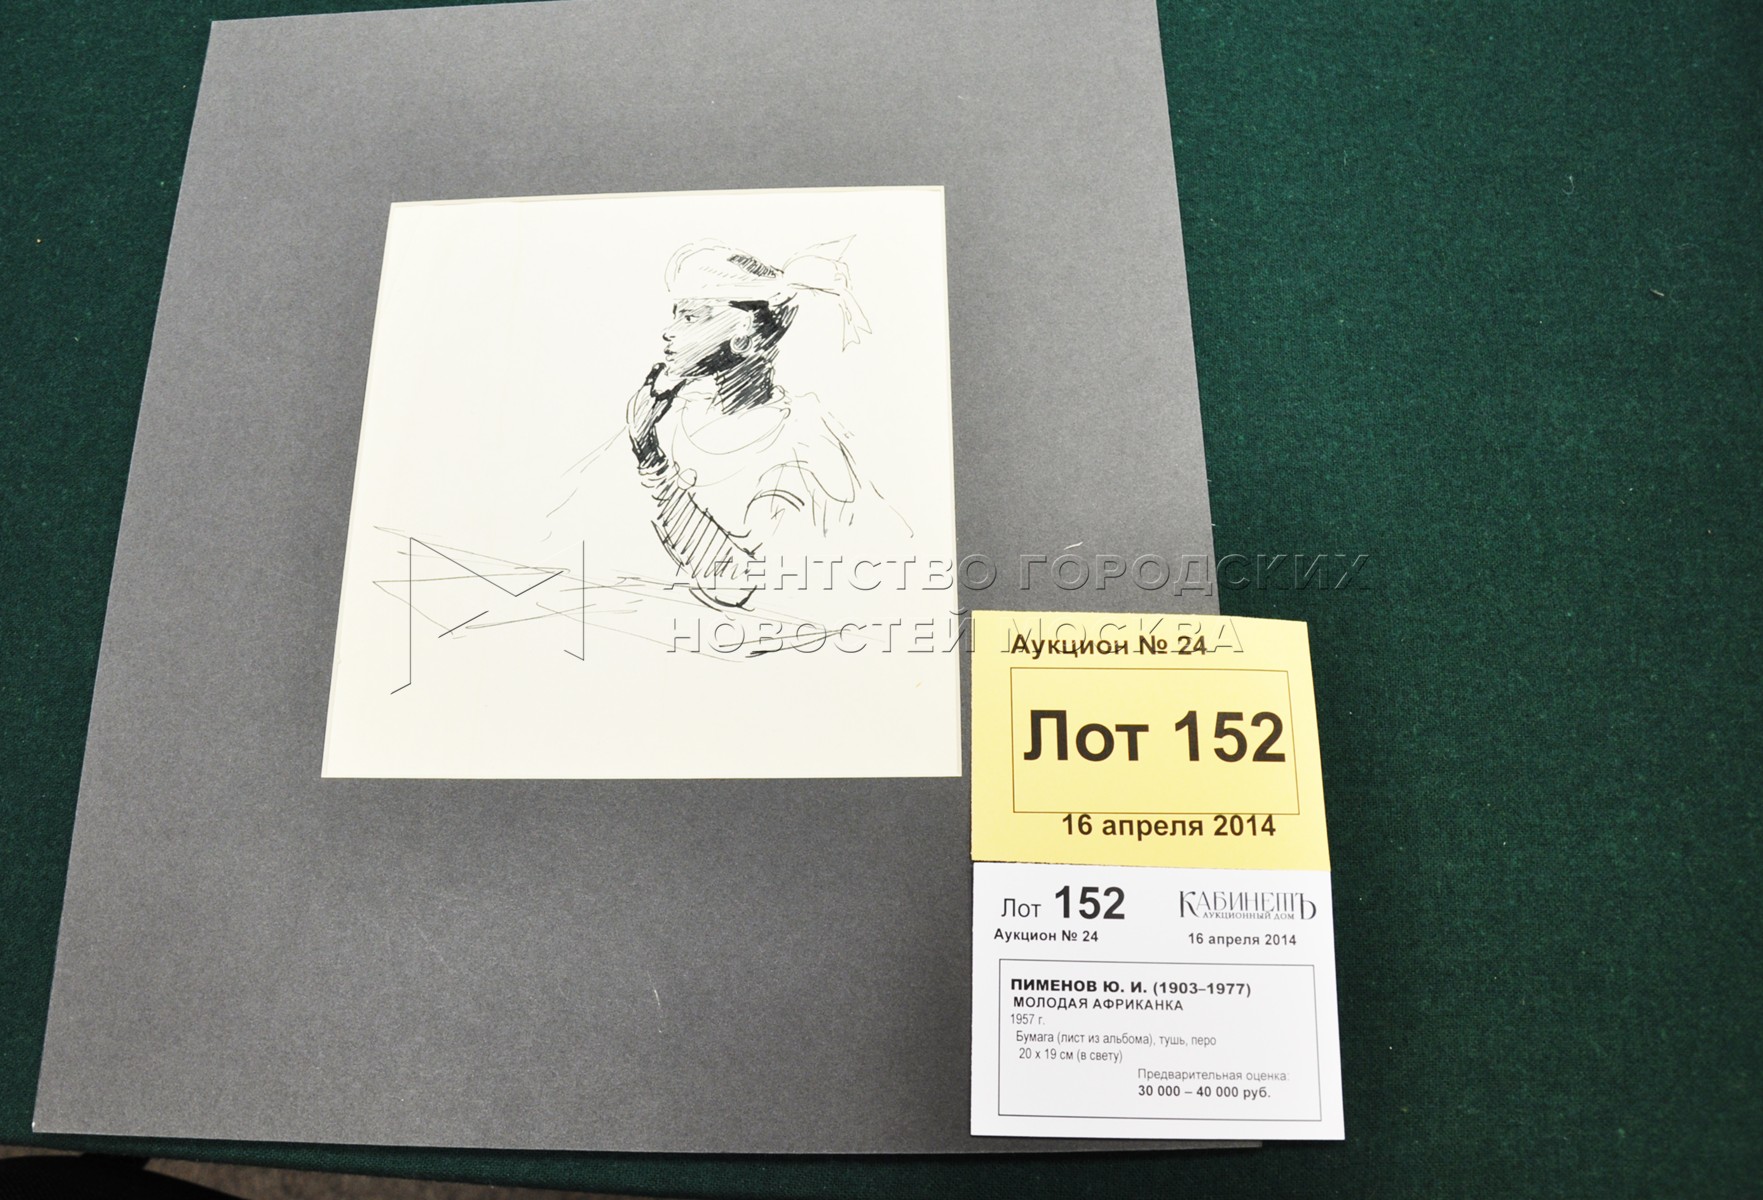 АГЕНТСТВО ГОРОДСКИХ
НОВОСТЕЙ МОСКВА
Аукцион № 24
Лот 152
16 апреля 2014
Лот 152
КАБИНЕТЪ
АУКЦИОННЫЙ ДОМ
Аукцион № 24
16 апреля 2014
ПИМЕНОВ Ю. И. (1903–1977)
МОЛОДАЯ АФРИКАНКА
1957 г.
Бумага (лист из альбома), тушь, перо
20 х 19 см (в свету)
Предварительная оценка:
30 000 – 40 000 руб.